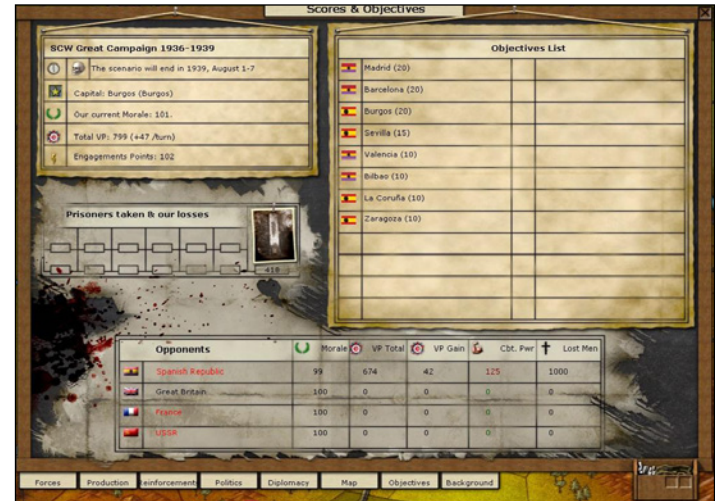 Scores & Objectives
SCW Great Campaign 1936-1939
The scenario will end in 1939, August 1-7
Capital: Burgos (Burgos)
Our current Morale: 101.
Total VP: 799 (+47 /turn)
Engagements Points: 102
Objectives List
Madrid (20)
Barcelona (20)
Burgos (20)
Sevilla (15)
Valencia (10)
Bilbao (10)
La Coruña (10)
Zaragoza (10)
Prisoners taken & our losses
418
Opponents Morale VP Total VP Gain Cbt. Pwr Lost Men
Spanish Republic 99 674 42 125 1000
Great Britain 100 0 0 0 0
France 100 0 0 0 0
USSR 100 0 0 0 0
Forces Production Reinforcements Politics Diplomacy Map Objectives Background